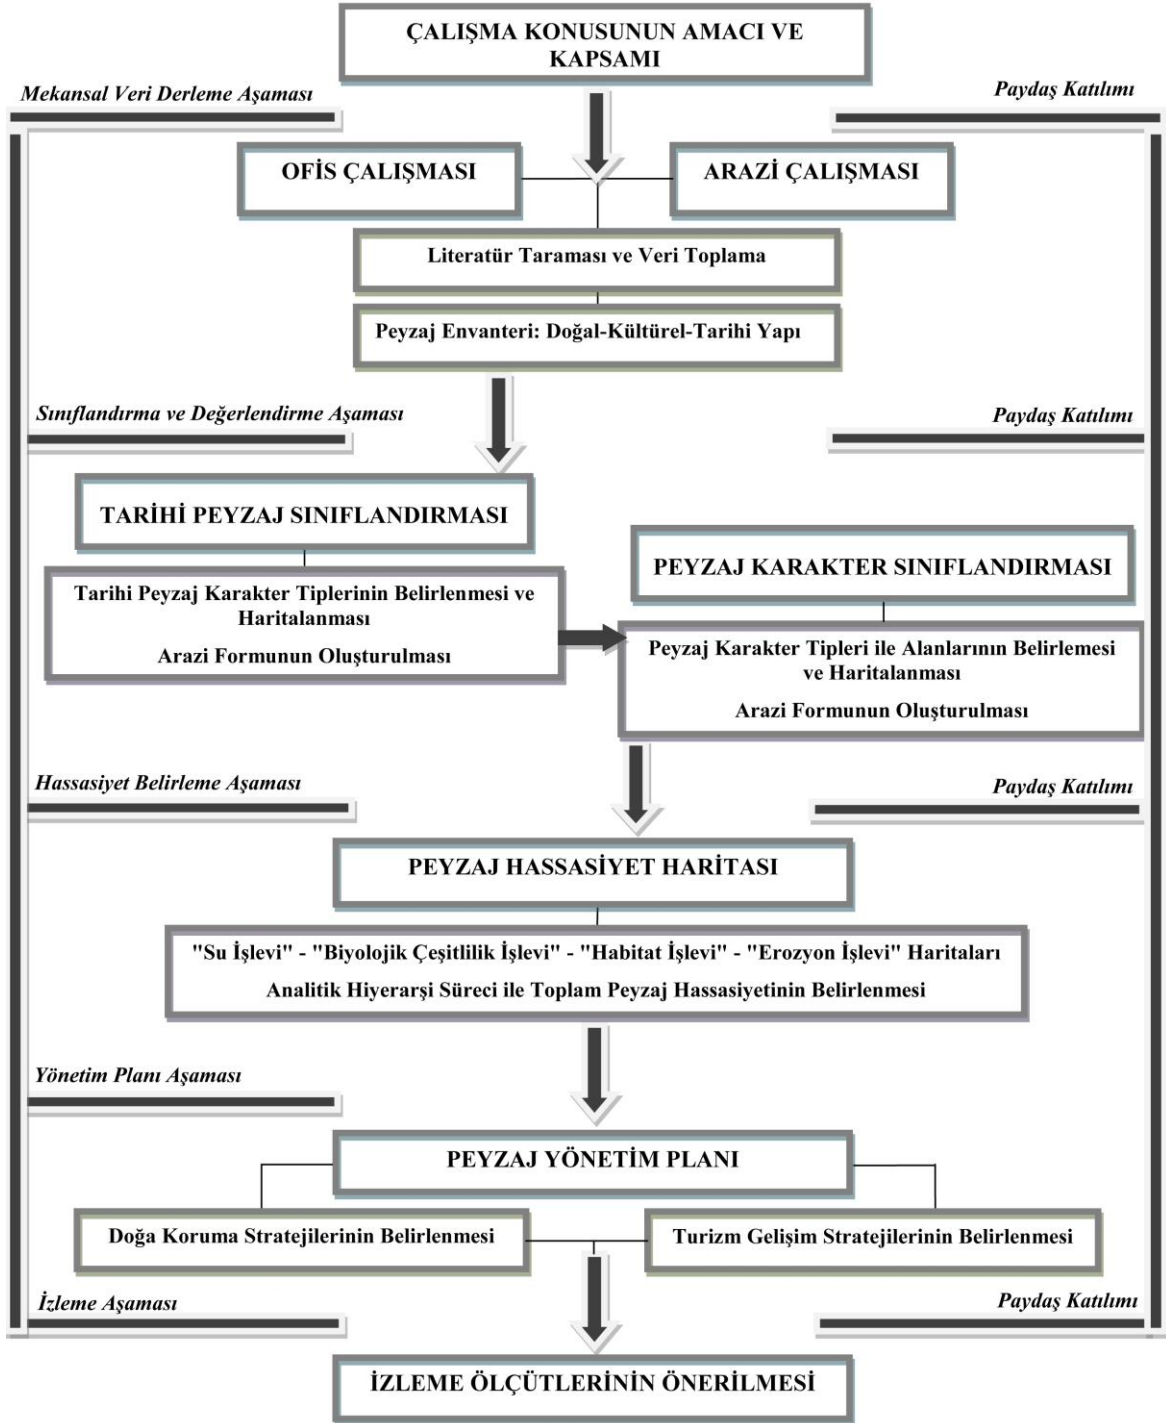 ÇALIŞMA KONUSUNUN AMACI VE
KAPSAMI
Mekansal Veri Derleme Aşaması
Paydaş Katılımı
OFİS ÇALIŞMASI
ARAZİ ÇALIŞMASI
Literatür Taraması ve Veri Toplama
Peyzaj Envanteri: Doğal-Kültürel-Tarihi Yapı
Sınıflandırma ve Değerlendirme Aşaması
Paydaş Katılımı
TARİHİ PEYZAJ SINIFLANDIRMASI
PEYZAJ KARAKTER SINIFLANDIRMASI
Tarihi Peyzaj Karakter Tiplerinin Belirlenmesi ve
Haritalanması
Arazi Formunun Oluşturulması
Peyzaj Karakter Tipleri ile Alanlarının Belirlemesi
ve Haritalanması
Arazi Formunun Oluşturulması
Hassasiyet Belirleme Aşaması
Paydaş Katılımı
PEYZAJ HASSASİYET HARİTASI
"Su İşlevi" - "Biyolojik Çeşitlilik İşlevi" - "Habitat İşlevi" - "Erozyon İşlevi" Haritaları
Analitik Hiyerarşi Süreci ile Toplam Peyzaj Hassasiyetinin Belirlenmesi
Yönetim Planı Aşaması
PEYZAJ YÖNETİM PLANI
Doğa Koruma Stratejilerinin Belirlenmesi
Turizm Gelişim Stratejilerinin Belirlenmesi
İzleme Aşaması
Paydaş Katılımı
İZLEME ÖLÇÜTLERİNİN ÖNERİLMESİ